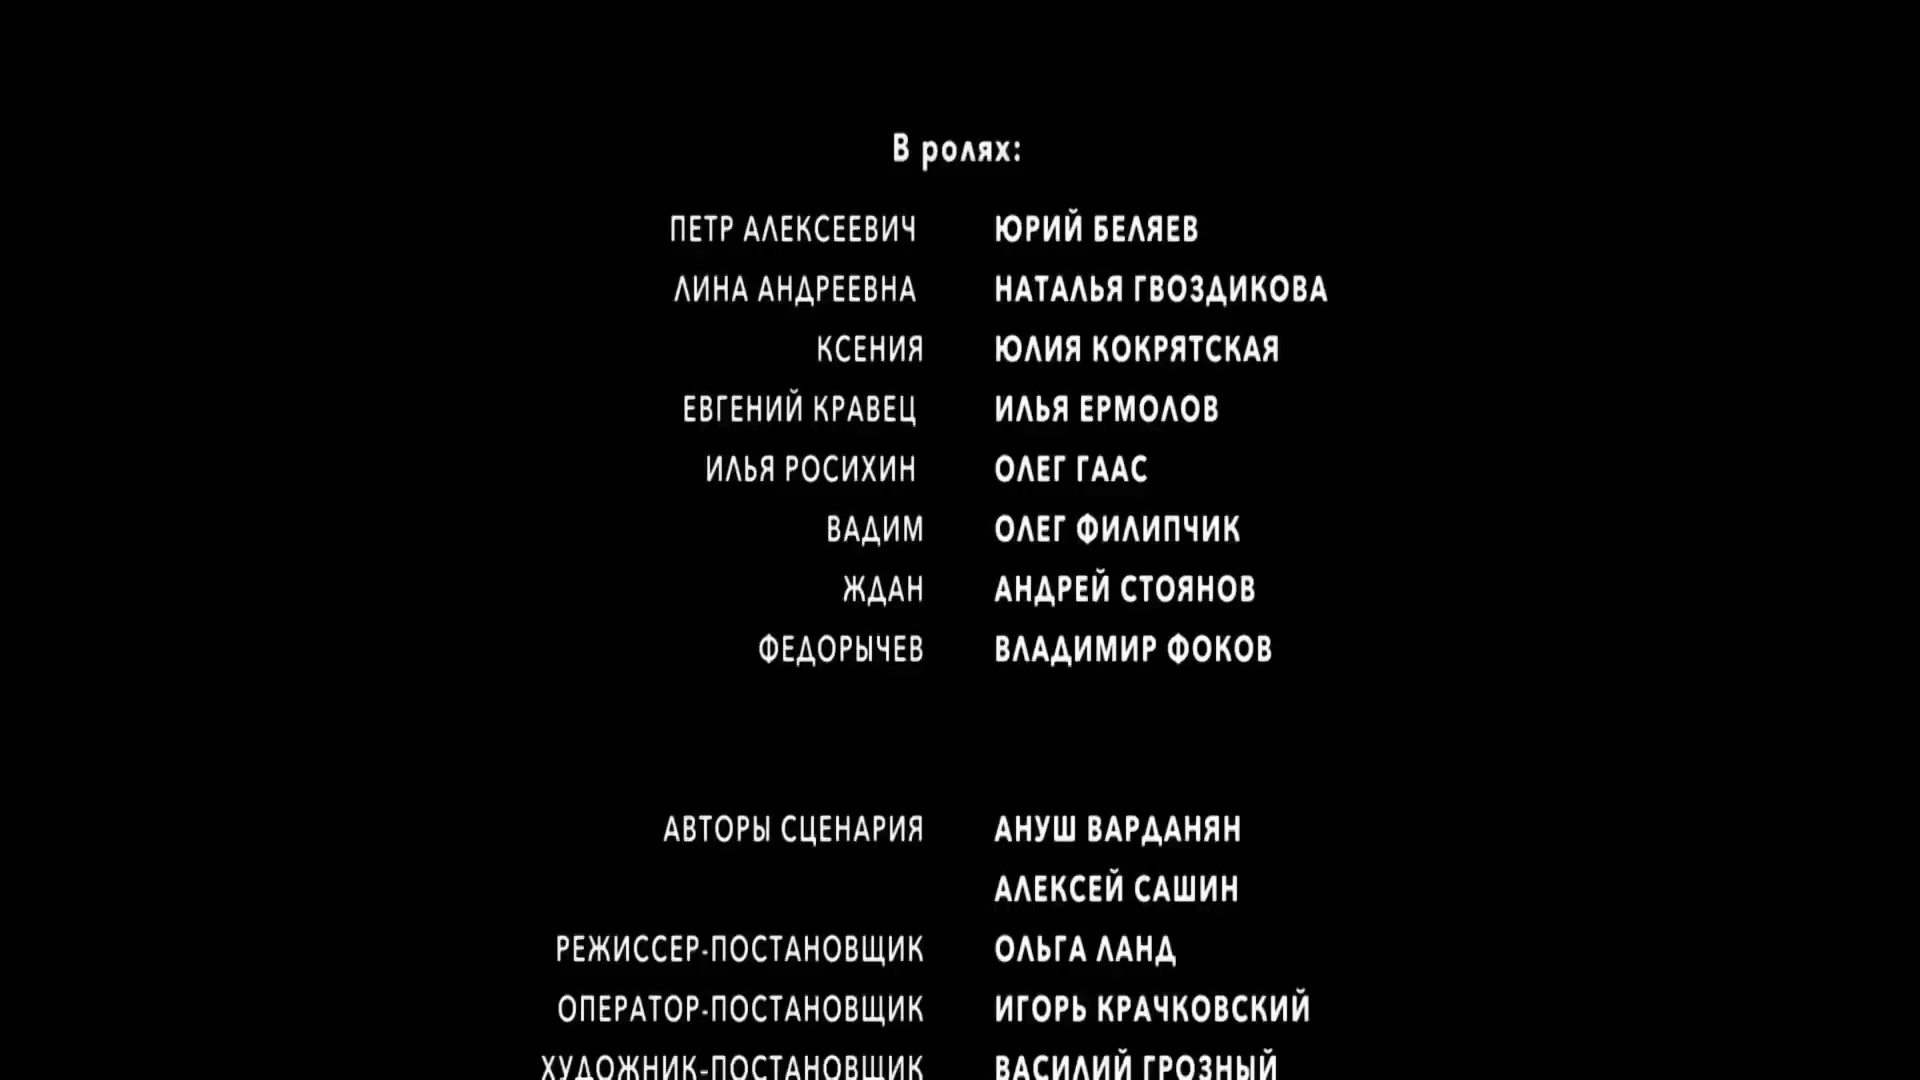 В ролях:
ПЕТР АЛЕКСЕЕВИЧ ЮРИЙ БЕЛЯЕВ
ЛИНА АНДРЕЕВНА НАТАЛЬЯ ГВОЗДИКОВА
КСЕНИЯ ЮЛИЯ КОКРЯТСКАЯ
ЕВГЕНИЙ КРАВЕЦ ИЛЬЯ ЕРМОЛОВ
ИЛЬЯ РОСИХИН ОЛЕГ ГААС
ВАДИМ ОЛЕГ ФИЛИПЧИК
ЖДАН АНДРЕЙ СТОЯНОВ
ФЕДОРЫЧЕВ ВЛАДИМИР ФОКОВ
АВТОРЫ СЦЕНАРИЯ АНУШ ВАРДАНЯН
АЛЕКСЕЙ САШИН
РЕЖИССЕР-ПОСТАНОВЩИК ОЛЬГА ЛАНД
ОПЕРАТОР-ПОСТАНОВЩИК ИГОРЬ КРАЧКОВСКИЙ
ХУДОЖНИК-ПОСТАНОВЩИК ВАСИЛИЙ ГРОЗНЫЙ